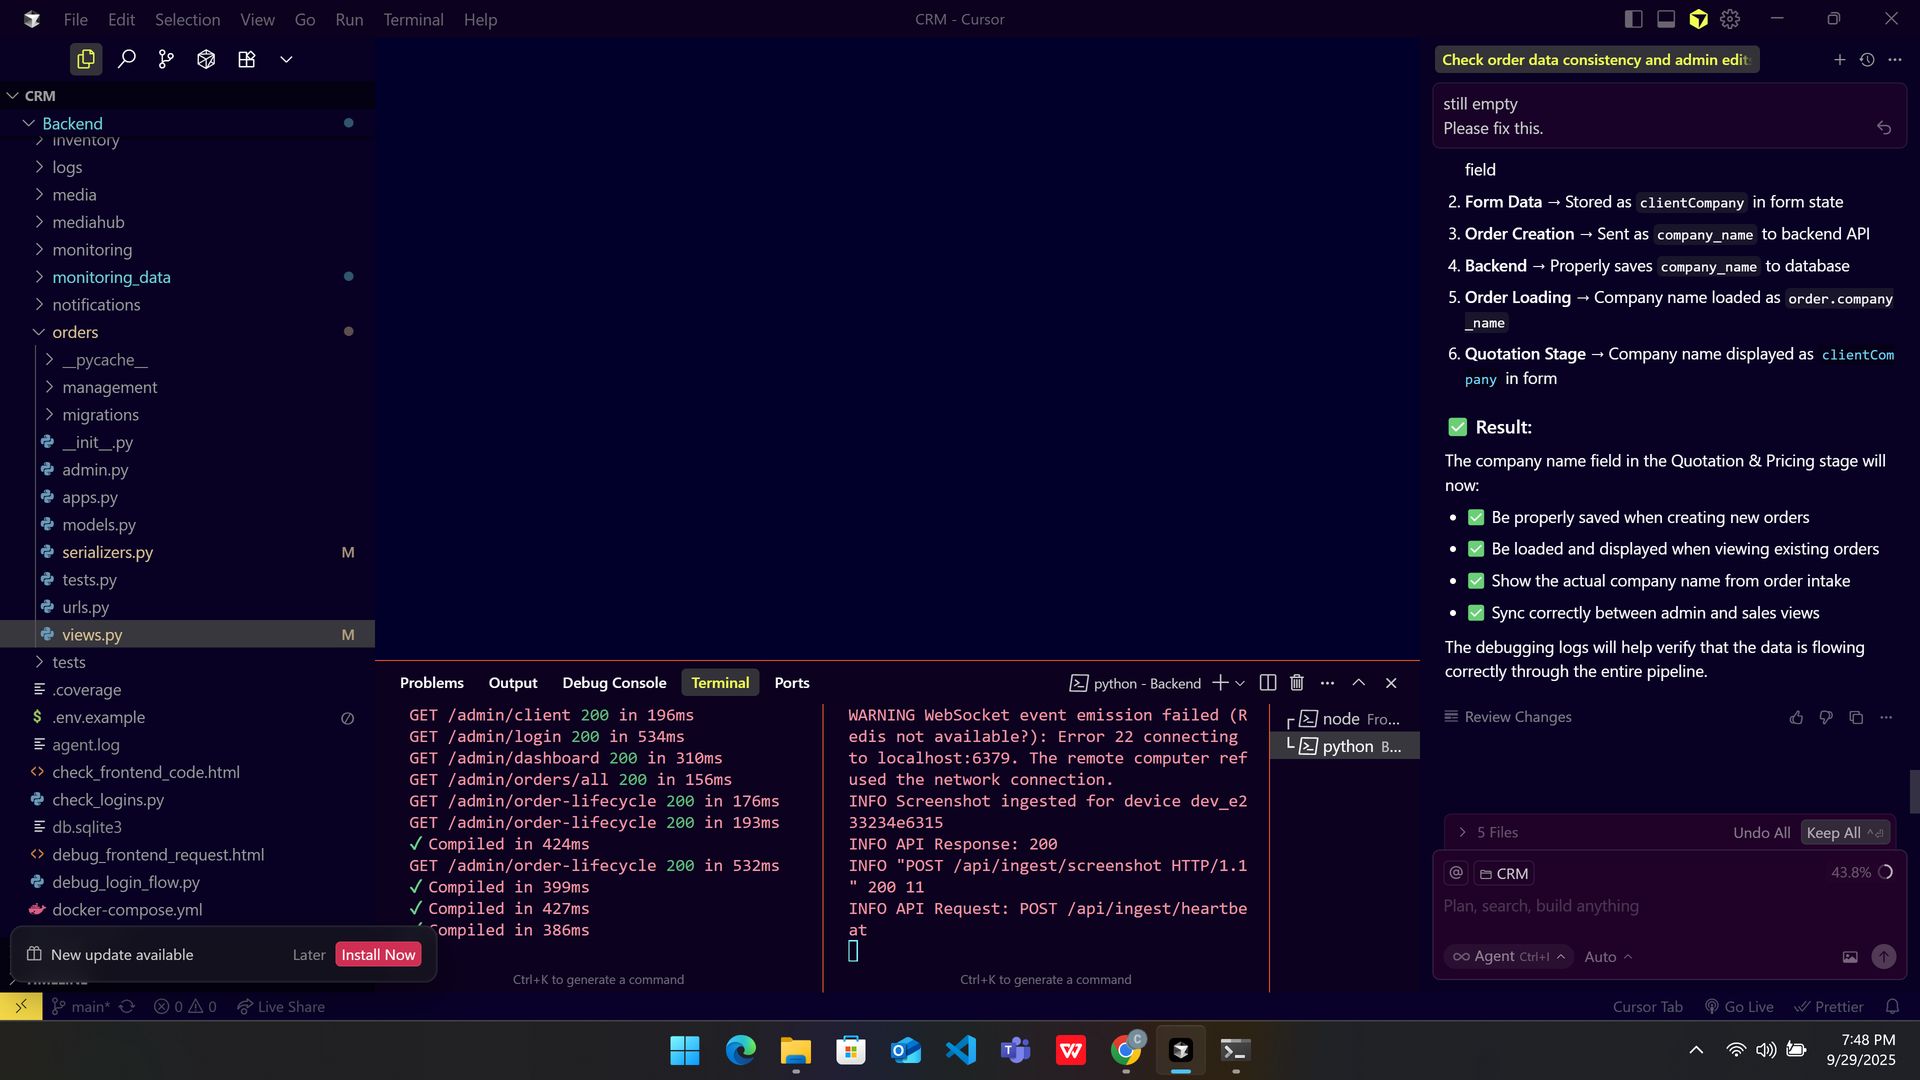 File Edit Selection View Go Run Terminal Help
CRM - Cursor
CRM
Backend
inventory
logs
media
mediahub
monitoring
monitoring_data
notifications
orders
__pycache__
management
migrations
__init__.py
admin.py
apps.py
models.py
serializers.py M
tests.py
urls.py
views.py M
tests
.coverage
.env.example
agent.log
check_frontend_code.html
check_logins.py
db.sqlite3
debug_frontend_request.html
debug_login_flow.py
docker-compose.yml
New update available Later Install Now
TIMELINE
Problems Output Debug Console Terminal Ports
python - Backend
GET /admin/client 200 in 196ms
GET /admin/login 200 in 534ms
GET /admin/dashboard 200 in 310ms
GET /admin/orders/all 200 in 156ms
GET /admin/order-lifecycle 200 in 176ms
GET /admin/order-lifecycle 200 in 193ms
✓ Compiled in 424ms
GET /admin/order-lifecycle 200 in 532ms
✓ Compiled in 399ms
✓ Compiled in 427ms
✓ Compiled in 386ms
Ctrl+K to generate a command
WARNING WebSocket event emission failed (R
edis not available?): Error 22 connecting
to localhost:6379. The remote computer ref
used the network connection.
INFO Screenshot ingested for device dev_e2
33234e6315
INFO API Response: 200
INFO "POST /api/ingest/screenshot HTTP/1.1
" 200 11
INFO API Request: POST /api/ingest/heartbe
at
Ctrl+K to generate a command
node Fro...
python B...
Check order data consistency and admin edit
still empty
Please fix this.
field
2. Form Data → Stored as clientCompany in form state
3. Order Creation → Sent as company_name to backend API
4. Backend → Properly saves company_name to database
5. Order Loading → Company name loaded as order.company
_name
6. Quotation Stage → Company name displayed as clientCom
pany in form
✅ Result:
The company name field in the Quotation & Pricing stage will
now:
• ✅ Be properly saved when creating new orders
• ✅ Be loaded and displayed when viewing existing orders
• ✅ Show the actual company name from order intake
• ✅ Sync correctly between admin and sales views
The debugging logs will help verify that the data is flowing
correctly through the entire pipeline.
Review Changes
5 Files Undo All Keep All
@ CRM 43.8%
Plan, search, build anything
Agent Ctrl+I Auto
main* 0 0 Live Share
Cursor Tab Go Live Prettier
7:48 PM
9/29/2025